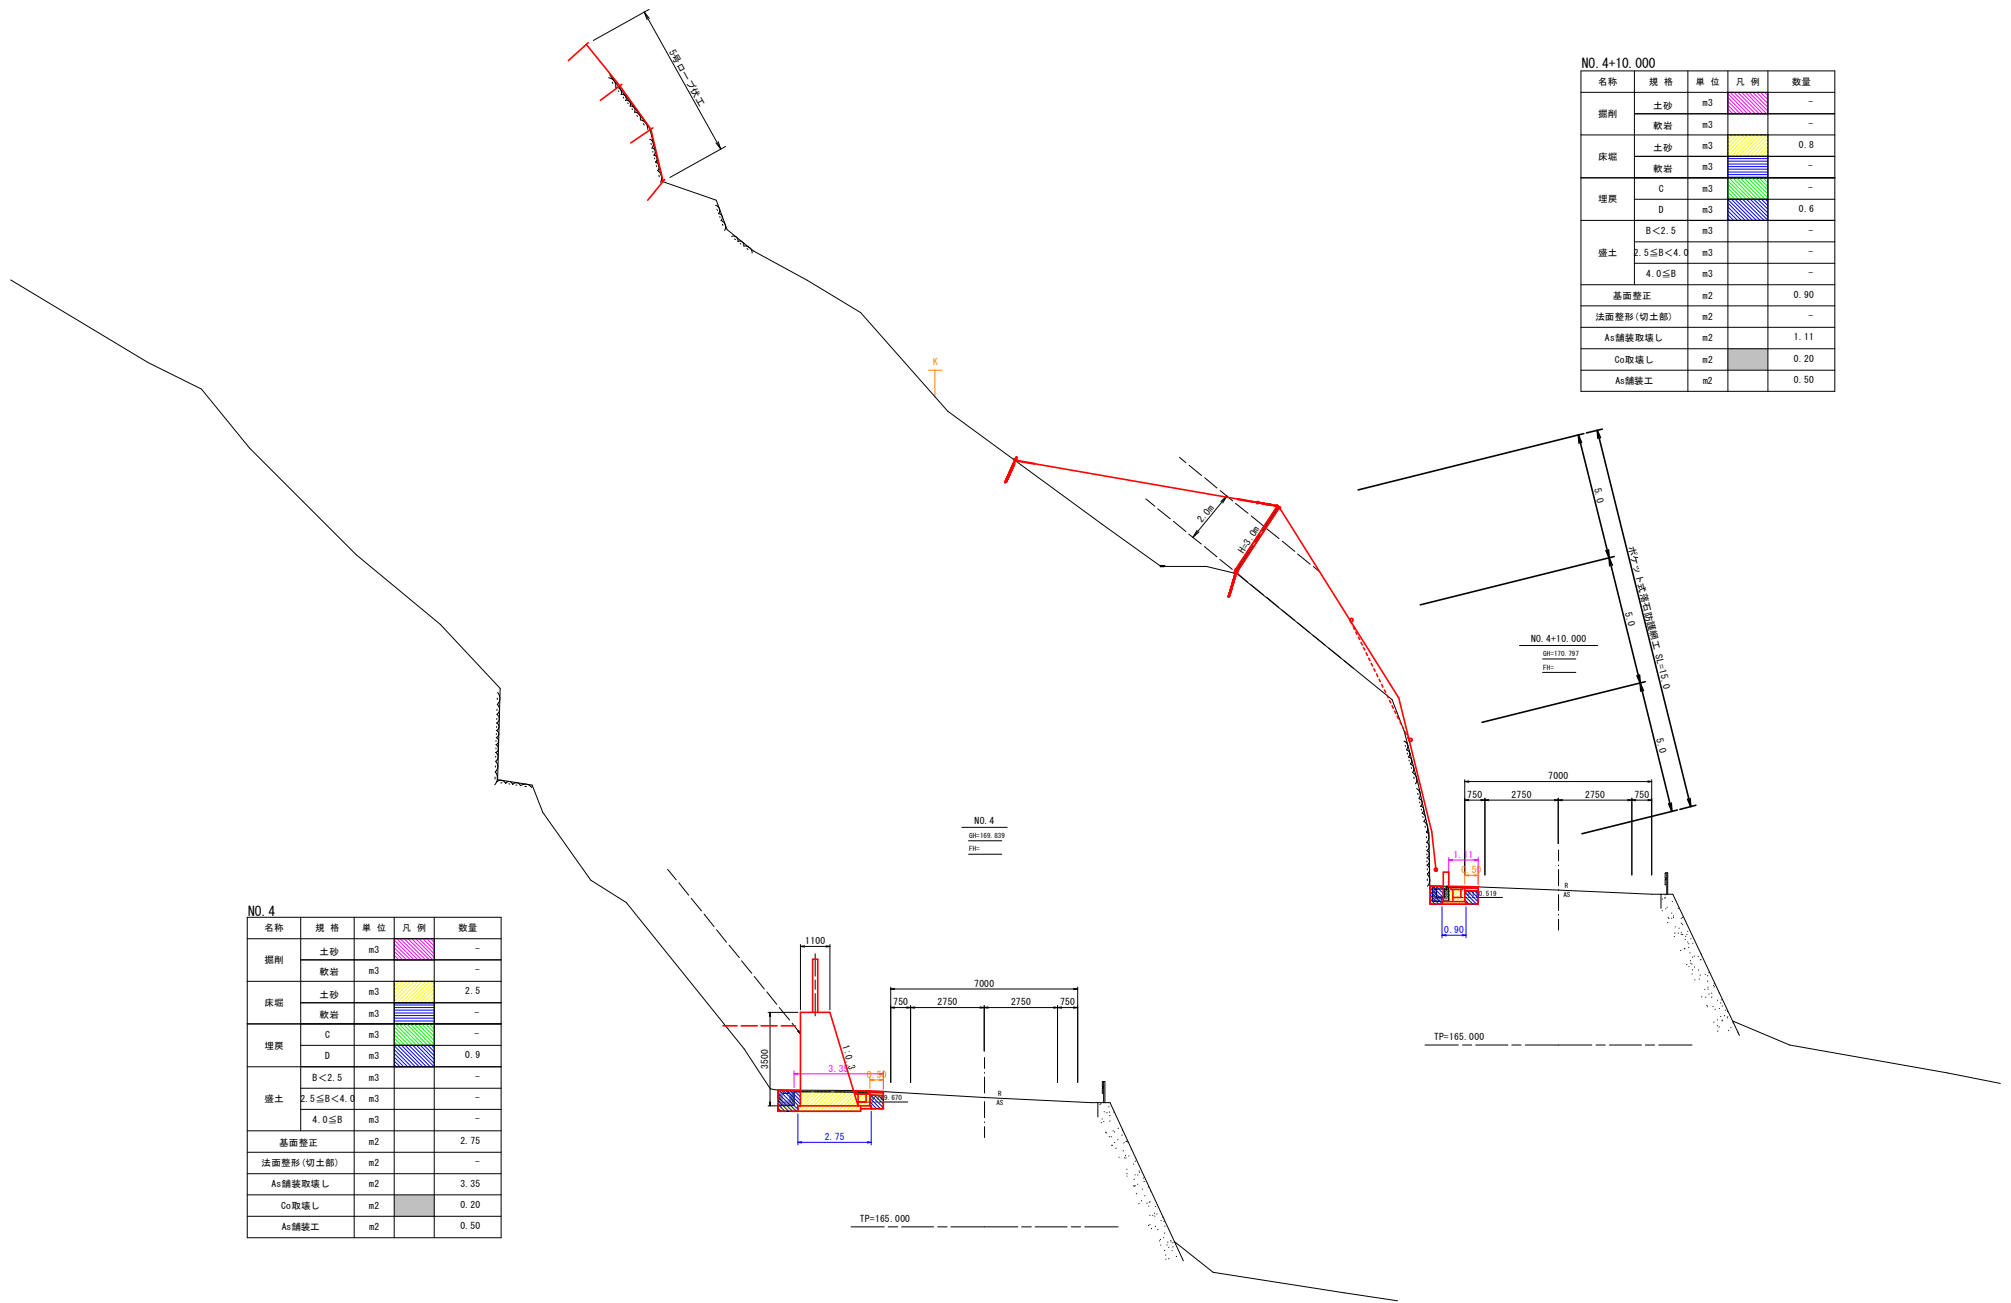 5号ロープ伏工
NO.4+10.000
名称 規 格 単 位 凡 例 数量
掘削 土砂 m3 -
軟岩 m3 -
床堀 土砂 m3 0.8
軟岩 m3 -
埋戻 C m3 -
D m3 0.6
盛土 B<2.5 m3 -
2.5≦B<4.0 m3 -
4.0≦B m3 -
基面整正 m2 0.90
法面整形(切土部) m2 -
As舗装取壊し m2 1.11
Co取壊し m2 0.20
As舗装工 m2 0.50
K
2.0m
H=3.0m
5.0
5.0
5.0
ポケット式落石防護網工 SL=15.0
NO.4+10.000
GH=170.797
FH=
7000
750 2750 2750 750
1.11
0.50
R
AS
0.90
TP=165.000
NO.4
GH=169.839
FH=
1100
3500
1:0.3
3.35
0.50
7000
750 2750 2750 750
R
AS
2.75
TP=165.000
NO.4
名称 規 格 単 位 凡 例 数量
掘削 土砂 m3 -
軟岩 m3 -
床堀 土砂 m3 2.5
軟岩 m3 -
埋戻 C m3 -
D m3 0.9
盛土 B<2.5 m3 -
2.5≦B<4.0 m3 -
4.0≦B m3 -
基面整正 m2 2.75
法面整形(切土部) m2 -
As舗装取壊し m2 3.35
Co取壊し m2 0.20
As舗装工 m2 0.50